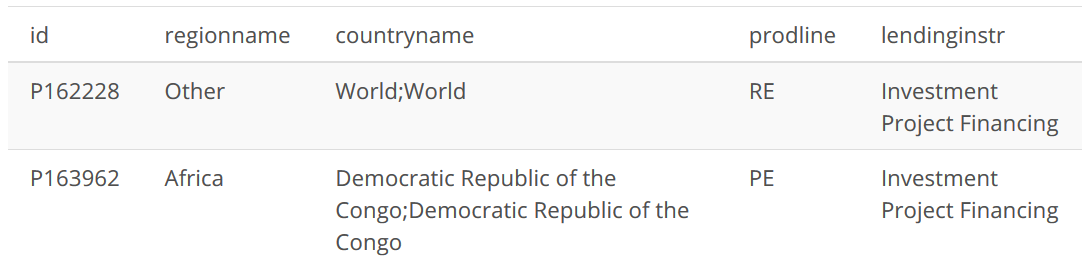 id regionname countryname prodline lendinginstr
P162228 Other World;World RE Investment
Project Financing
P163962 Africa Democratic Republic of the PE Investment
Congo;Democratic Republic of the Project Financing
Congo